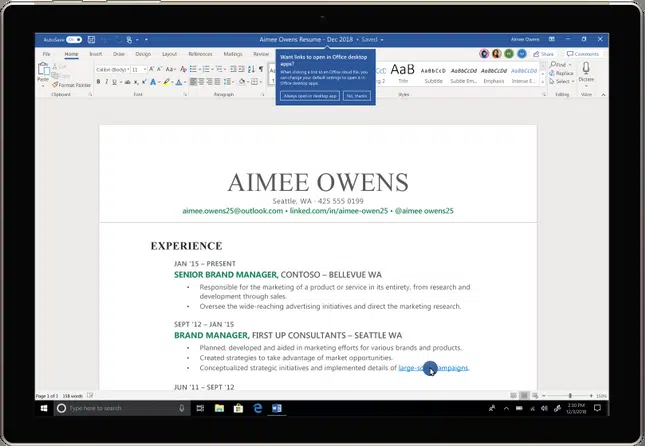 AutoSave
Aimee Owens Resume - Dec 2018 • Saved
Aimee Owens
File Home Insert Draw Design Layout References Mailings Review
Share Comments
Want links to open in Office desktop
apps?
When clicking a link to an Office cloud file, you
can change your default settings to open it in
Office desktop apps.
Always open in desktop app No, thanks
Paste
Format Painter
Calibri (Body) 11
AaB AaBbCcD AaBbCcDd AaBbCcDd
Title Subtitle Subtle Em... Emphasis Intense E...
Find
Replace
Select
Dictate
Clipboard Font Styles Editing Voice
AIMEE OWENS
Seattle, WA · 425 555 0199
aimee.owens25@outlook.com • linked.com/in/aimee-owen25 • @aimee owens25
EXPERIENCE
JAN '15 – PRESENT
SENIOR BRAND MANAGER, CONTOSO – BELLEVUE WA
• Responsible for the marketing of a product or service in its entirety, from research and
development through sales.
• Oversee the wide-reaching advertising initiatives and direct the marketing research.
SEPT '12 – JAN '15
BRAND MANAGER, FIRST UP CONSULTANTS – SEATTLE WA
• Planned, developed and aided in marketing efforts for various brands and products.
• Created strategies to take advantage of market opportunities.
• Conceptualized strategic initiatives and implemented details of large-scale campaigns.
JUN '11 – SEPT '12
Page 1 of 1 158 words
150%
Type here to search
2:30 PM
12/3/2018